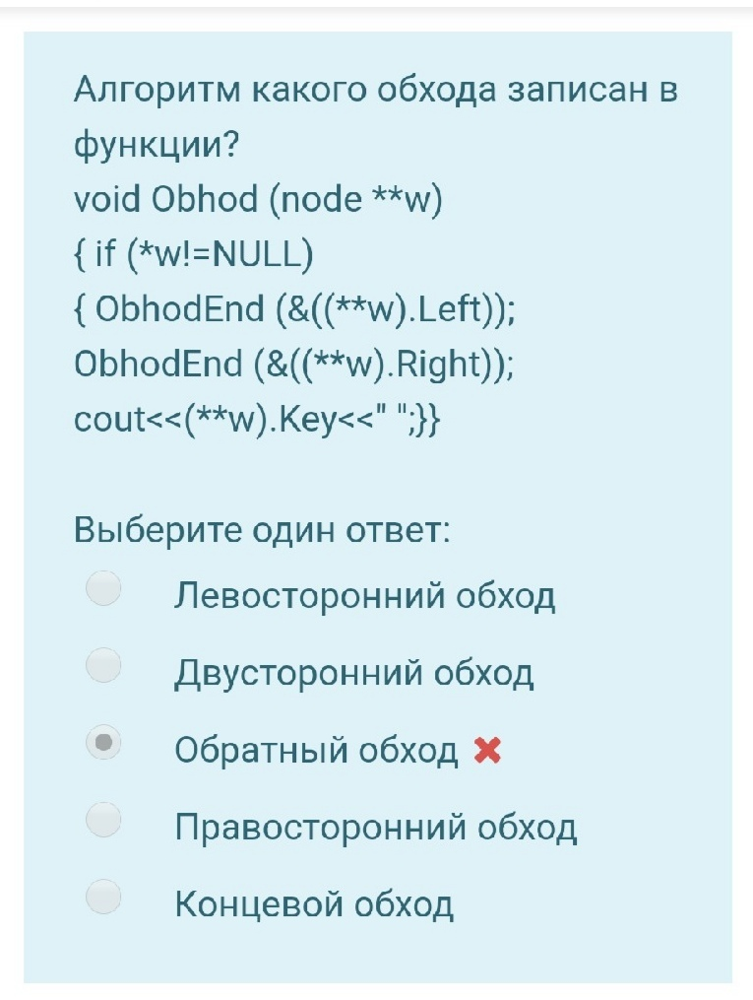 Алгоритм какого обхода записан в
функции?
void Obhod (node **w)
{ if (*w!=NULL)
{ ObhodEnd (&((**w).Left));
ObhodEnd (&((**w).Right));
cout<<(**w).Key<<" ";}}
Выберите один ответ:
Левосторонний обход
Двусторонний обход
Обратный обход
Правосторонний обход
Концевой обход